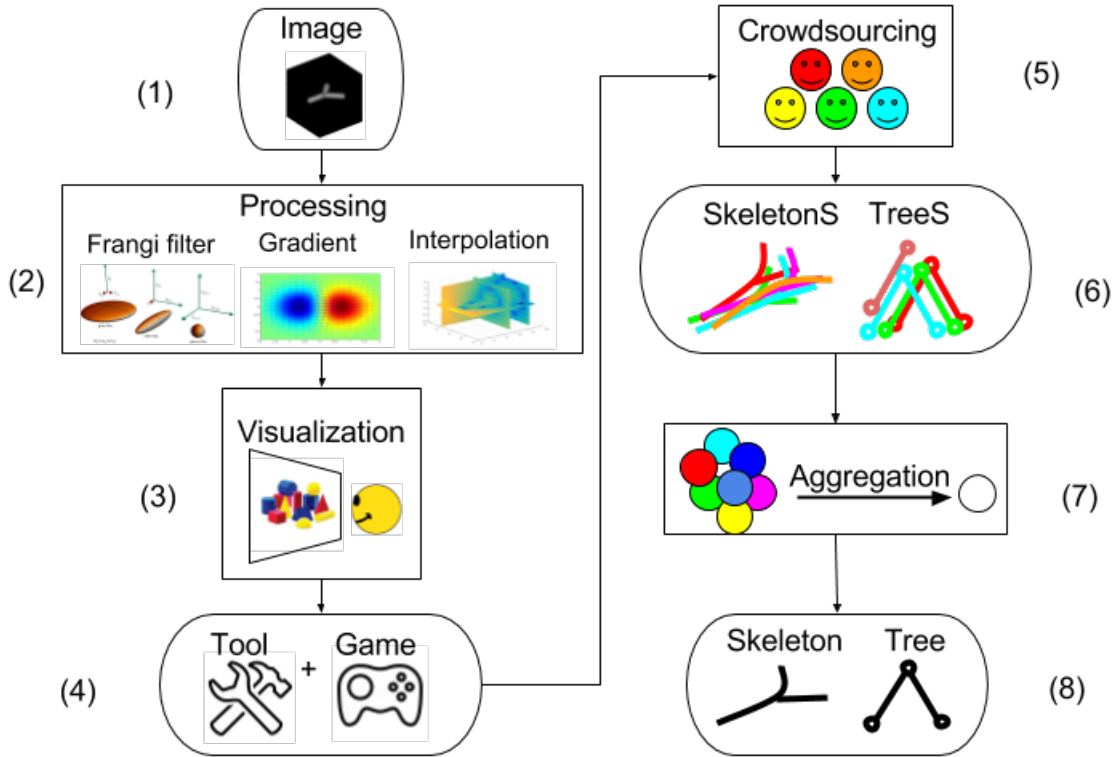 Image
(1)
Processing
Frangi filter
Gradient
Interpolation
(2)
Visualization
(3)
Tool
+
Game
(4)
Crowdsourcing
(5)
SkeletonS
TreeS
(6)
Aggregation
(7)
Skeleton
Tree
(8)